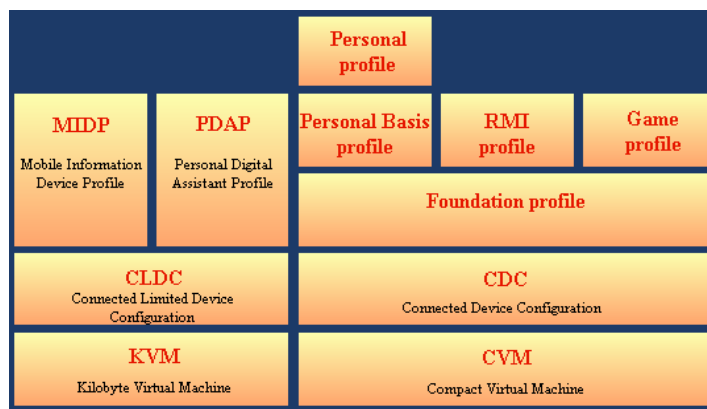 Personal
profile
MIDP
Mobile Information
Device Profile
PDAP
Personal Digital
Assistant Profile
Personal Basis
profile
RMI
profile
Game
profile
Foundation profile
CLDC
Connected Limited Device
Configuration
CDC
Connected Device Configuration
KVM
Kilobyte Virtual Machine
CVM
Compact Virtual Machine